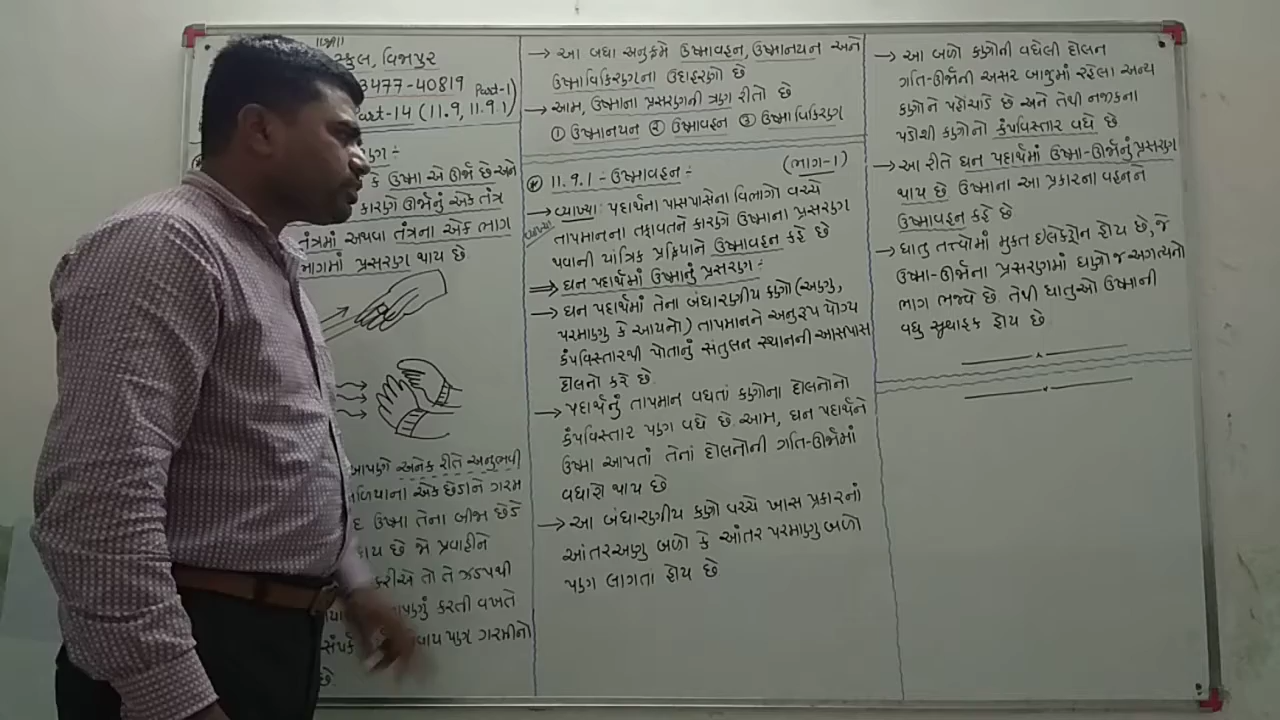 સ્કુલ, વિજાપુર
3477-40819 Part-1
Part-14 (11.9, 11.9.1)
કે ઉષ્મા એ ઊર્જા છે અને
કારણે ઊર્જાનું એક તંત્ર
તંત્રમાં અથવા તંત્રના એક ભાગ
ભાગમાં પ્રસરણ થાય છે
આપણે અનેક રીતે અનુભવી
એક છેડાને ગરમ
ઉષ્મા તેના બીજા છેડે
છે જો પ્રવાહીને
કરીએ તો તે ઝડપથી
કરતી વખતે
સંપર્ક પણ ગરમીનો
છે.
→ આ બધા અનુક્રમે ઉષ્માવહન, ઉષ્માનયન અને
ઉષ્માવિકિરણના ઉદાહરણો છે
→ આમ, ઉષ્માના પ્રસરણની ત્રણ રીતો છે
① ઉષ્માનયન ② ઉષ્માવહન ③ ઉષ્માવિકિરણ
11.9.1 - ઉષ્માવહન :- (ભાગ-1)
→ વ્યાખ્યા: પદાર્થના પાસપાસેના વિભાગો વચ્ચે
તાપમાનના તફાવતને કારણે ઉષ્માના પ્રસરણ
થવાની યાંત્રિક પ્રક્રિયાને ઉષ્માવહન કહે છે
⇒ ઘન પદાર્થમાં ઉષ્માનું પ્રસરણ :-
→ ઘન પદાર્થમાં તેના બંધારણીય કણો (અણુ,
પરમાણુ કે આયનો) તાપમાનને અનુરૂપ યોગ્ય
કંપવિસ્તારથી પોતાનું સંતુલન સ્થાનની આસપાસ
દોલનો કરે છે.
→ પદાર્થનું તાપમાન વધતાં કણોના દોલનોનો
કંપવિસ્તાર પણ વધે છે. આમ, ઘન પદાર્થને
ઉષ્મા આપતાં તેનાં દોલનોની ગતિ-ઊર્જામાં
વધારો થાય છે
→ આ બંધારણીય કણો વચ્ચે ખાસ પ્રકારનાં
આંતરઅણુ બળો કે આંતર પરમાણુ બળો
પણ લાગતા હોય છે
→ આ બળો કણોની વધેલી દોલન
ગતિ-ઊર્જાની અસર બાજુમાં રહેલા અન્ય
કણોને પહોંચાડે છે અને તેથી નજીકના
પડોશી કણોનો કંપવિસ્તાર વધે છે
→ આ રીતે ઘન પદાર્થમાં ઉષ્મા-ઊર્જાનું પ્રસરણ
થાય છે ઉષ્માના આ પ્રકારના વહનને
ઉષ્માવહન કહે છે
→ ધાતુ તત્ત્વોમાં મુક્ત ઇલેક્ટ્રોન હોય છે, જે
ઉષ્મા-ઊર્જાના પ્રસરણમાં ઘણો જ અગત્યનો
ભાગ ભજવે છે તેથી ધાતુઓ ઉષ્માની
વધુ સુવાહક હોય છે